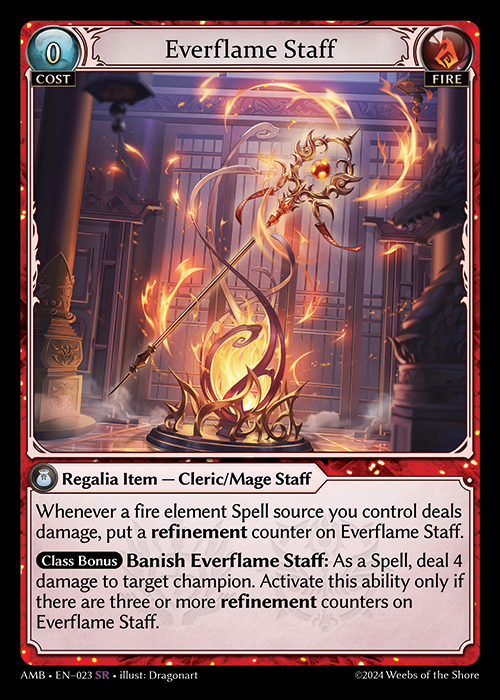 0
Everflame Staff
COST
FIRE
Regalia Item — Cleric/Mage Staff
Whenever a fire element Spell source you control deals
damage, put a refinement counter on Everflame Staff.
Class Bonus Banish Everflame Staff: As a Spell, deal 4
damage to target champion. Activate this ability only if
there are three or more refinement counters on
Everflame Staff.
AMB • EN–023 SR • illust: Dragonart
©2024 Weebs of the Shore